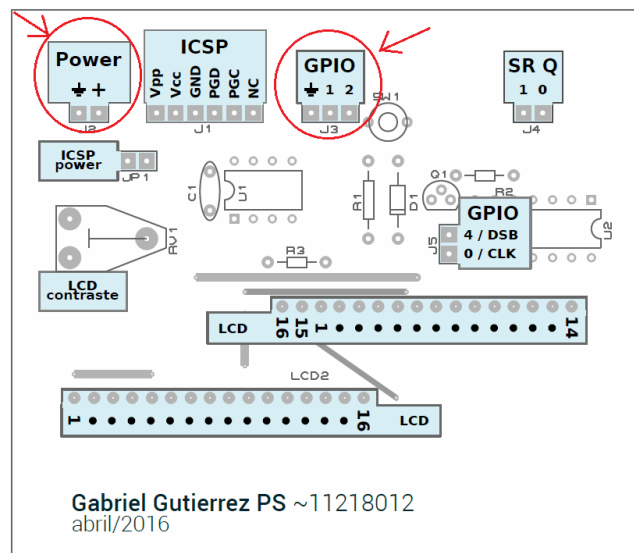 Power
+
J2
ICSP
Vpp Vcc GND PGD PGC NC
J1
GPIO
1 2
J3
SW1
SR Q
1 0
J4
ICSP
power
JP1
C1
U1
R1
D1
Q1
R2
U2
GPIO
4 / DSB
0 / CLK
J5
RV1
LCD
contraste
R3
LCD
16 15 1 14
LCD2
1 16
LCD
Gabriel Gutierrez PS ~11218012
abril/2016